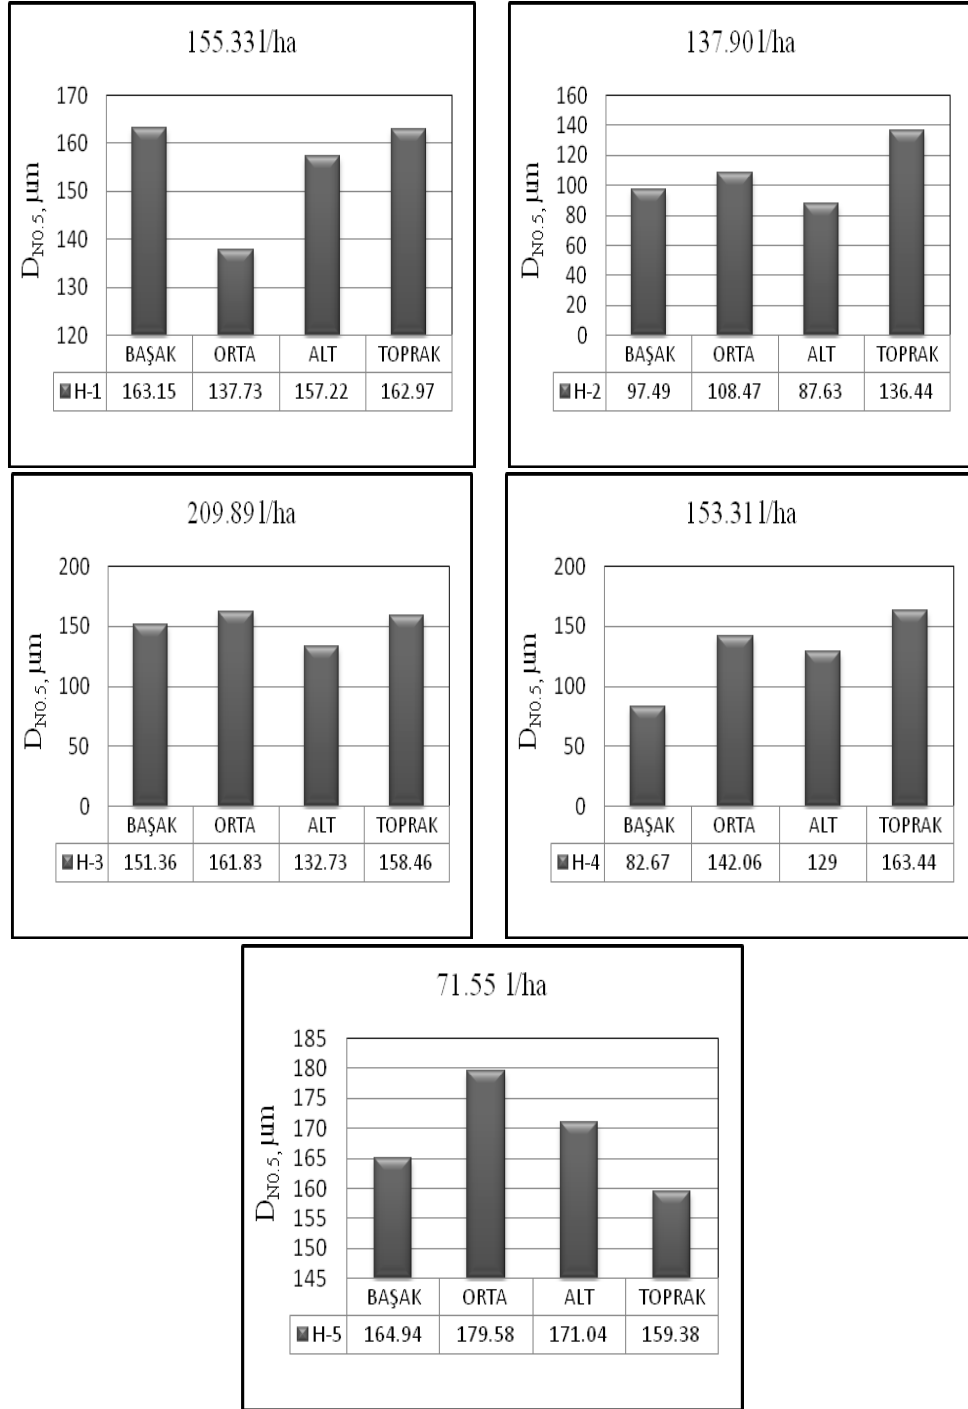 155.33 l/ha
D_N0.5, µm
170
160
150
140
130
120
BAŞAK ORTA ALT TOPRAK
H-1 163.15 137.73 157.22 162.97
137.90 l/ha
D_N0.5, µm
160
140
120
100
80
60
40
20
0
BAŞAK ORTA ALT TOPRAK
H-2 97.49 108.47 87.63 136.44
209.89 l/ha
D_N0.5, µm
200
150
100
50
0
BAŞAK ORTA ALT TOPRAK
H-3 151.36 161.83 132.73 158.46
153.31 l/ha
D_N0.5, µm
200
150
100
50
0
BAŞAK ORTA ALT TOPRAK
H-4 82.67 142.06 129 163.44
71.55 l/ha
D_N0.5, µm
185
180
175
170
165
160
155
150
145
BAŞAK ORTA ALT TOPRAK
H-5 164.94 179.58 171.04 159.38